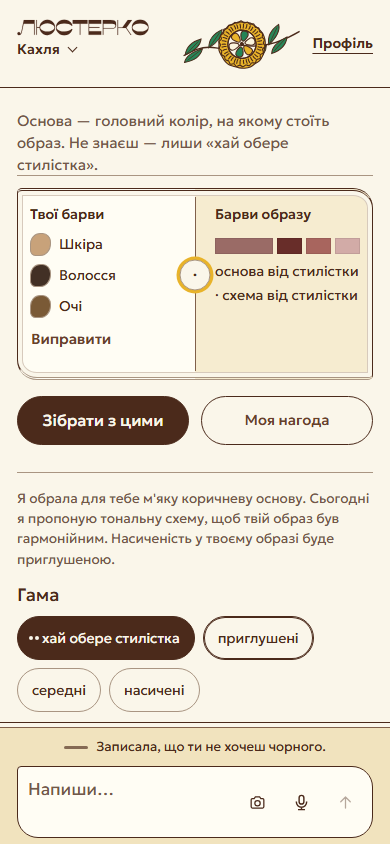 ЛЮСТЕРКО
Кахля
Профіль
Основа — головний колір, на якому стоїть
образ. Не знаєш — лиши «хай обере
стилістка».
Твої барви
Шкіра
Волосся
Очі
Виправити
Барви образу
основа від стилістки
· схема від стилістки
Зібрати з цими
Моя нагода
Я обрала для тебе м'яку коричневу основу. Сьогодні
я пропоную тональну схему, щоб твій образ був
гармонійним. Насиченість у твоєму образі буде
приглушеною.
Гама
•• хай обере стилістка
приглушені
середні
насичені
Записала, що ти не хочеш чорного.
Напиши...